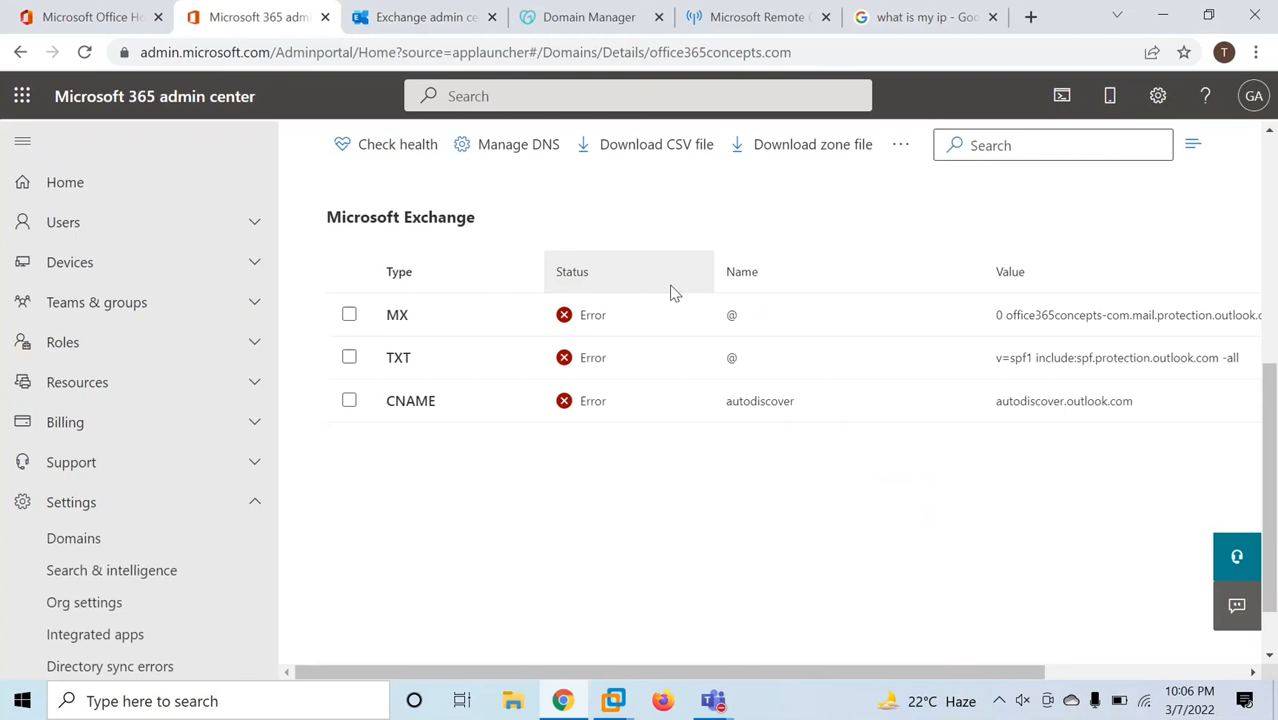 Microsoft Office Ho
Microsoft 365 admi
Exchange admin ce
Domain Manager
Microsoft Remote C
what is my ip - Goo
admin.microsoft.com/Adminportal/Home?source=applauncher#/Domains/Details/office365concepts.com
T
Microsoft 365 admin center
Search
GA
Check health
Manage DNS
Download CSV file
Download zone file
Search
Home
Users
Devices
Teams & groups
Roles
Resources
Billing
Support
Settings
Domains
Search & intelligence
Org settings
Integrated apps
Directory sync errors
Microsoft Exchange
Type Status Name Value
MX Error @ 0 office365concepts-com.mail.protection.outlook.c
TXT Error @ v=spf1 include:spf.protection.outlook.com -all
CNAME Error autodiscover autodiscover.outlook.com
Type here to search
22°C Haze
10:06 PM
3/7/2022